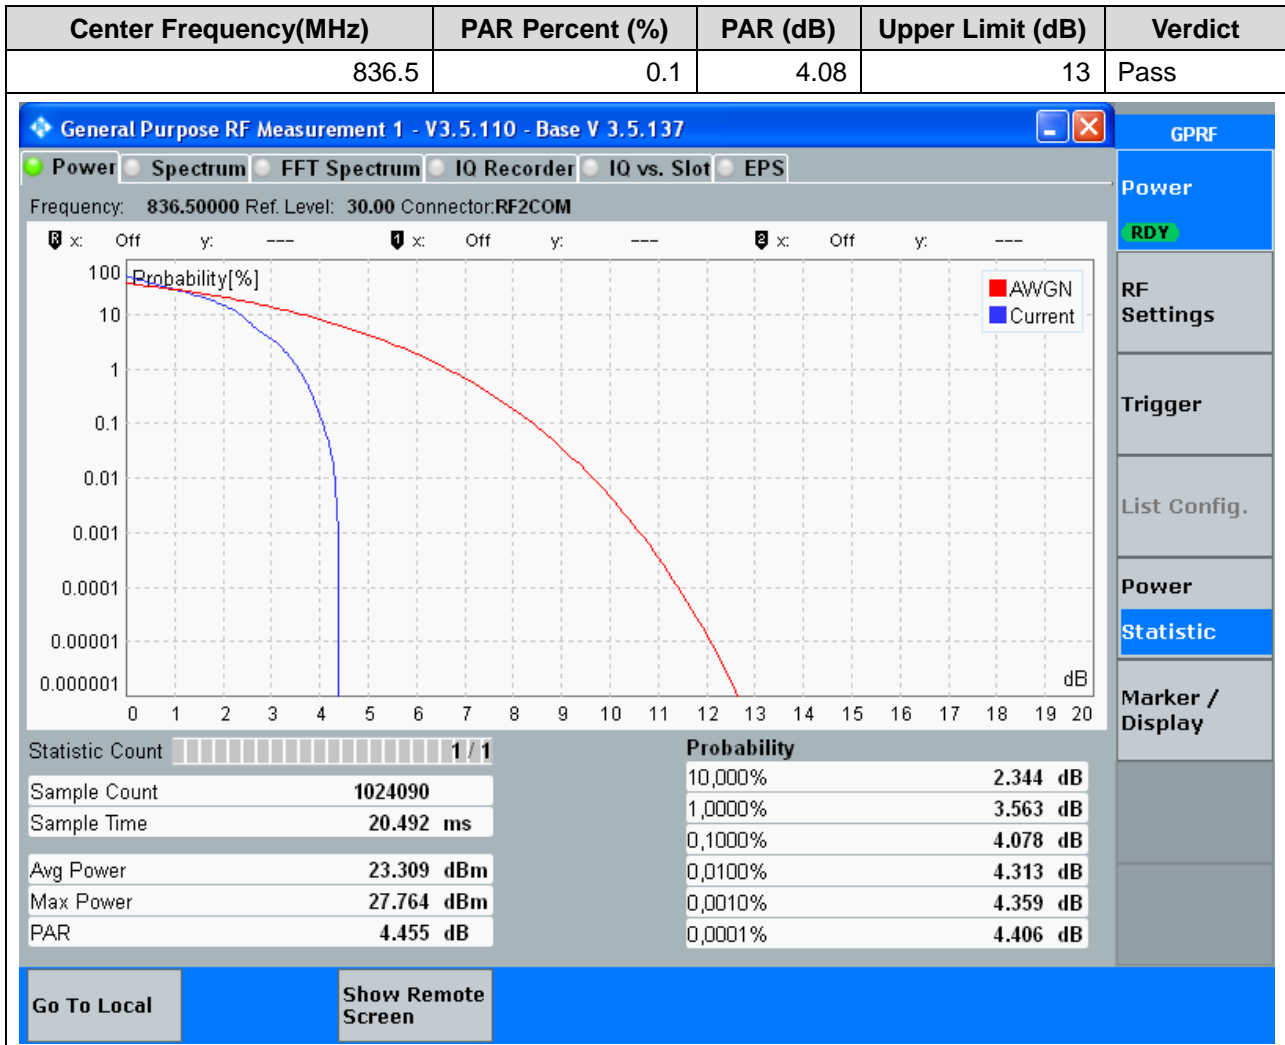 Center Frequency(MHz) PAR Percent (%) PAR (dB) Upper Limit (dB) Verdict
836.5 0.1 4.08 13 Pass
General Purpose RF Measurement 1 - V3.5.110 - Base V 3.5.137
GPRF
Power Spectrum FFT Spectrum IQ Recorder IQ vs. Slot EPS
Power
RDY
Frequency: 836.50000 Ref. Level: 30.00 Connector:RF2COM
R x: Off y: --- 1 x: Off y: --- 2 x: Off y: ---
Probability[%]
100
10
1
0.1
0.01
0.001
0.0001
0.00001
0.000001
AWGN
Current
dB
0 1 2 3 4 5 6 7 8 9 10 11 12 13 14 15 16 17 18 19 20
RF
Settings
Trigger
List Config.
Power
Statistic
Marker /
Display
Statistic Count 1 / 1
Sample Count 1024090
Sample Time 20.492 ms
Avg Power 23.309 dBm
Max Power 27.764 dBm
PAR 4.455 dB
Probability
10,000% 2.344 dB
1,0000% 3.563 dB
0,1000% 4.078 dB
0,0100% 4.313 dB
0,0010% 4.359 dB
0,0001% 4.406 dB
Go To Local
Show Remote
Screen